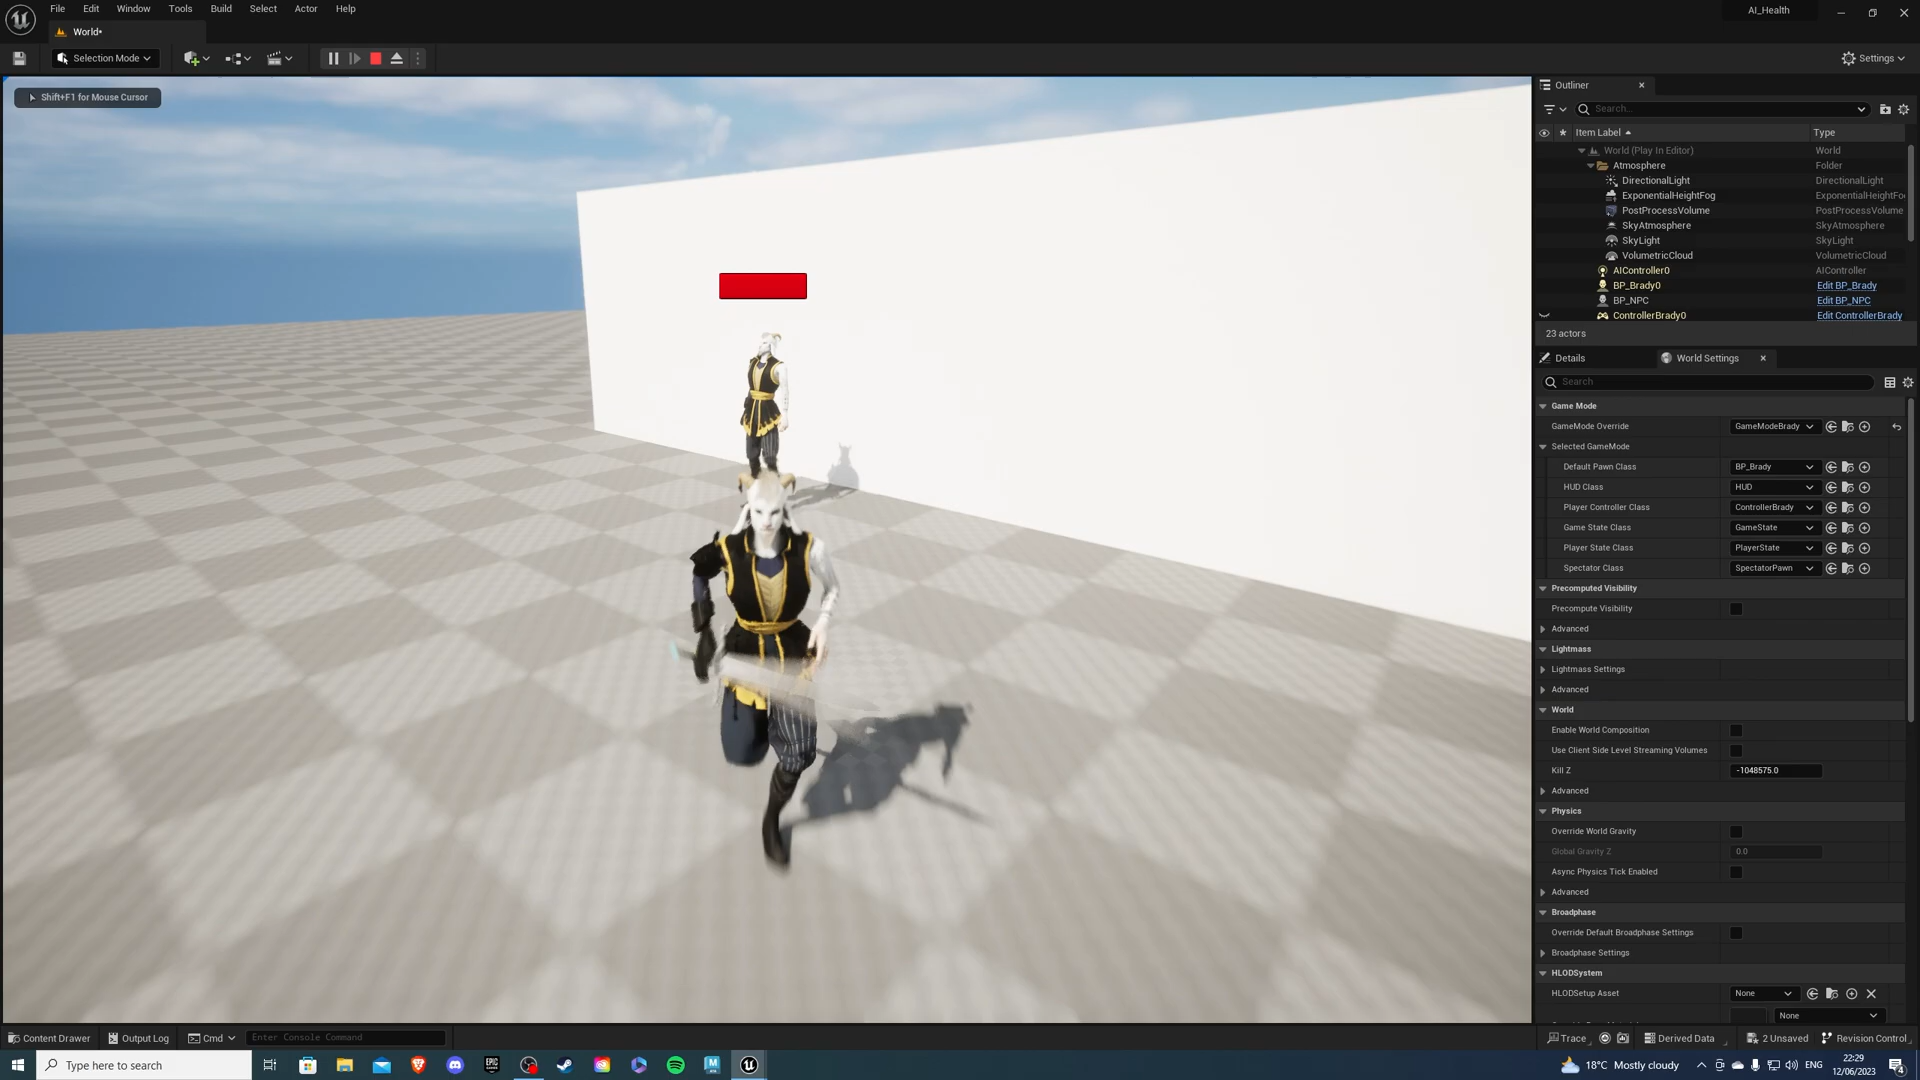 File Edit Window Tools Build Select Actor Help
AI_Health
World*
Selection Mode
Settings
Shift+F1 for Mouse Cursor
Outliner
Search...
Item Label Type
World (Play In Editor) World
Atmosphere Folder
DirectionalLight DirectionalLight
ExponentialHeightFog ExponentialHeightFo
PostProcessVolume PostProcessVolume
SkyAtmosphere SkyAtmosphere
SkyLight SkyLight
VolumetricCloud VolumetricCloud
AIController0 AIController
BP_Brady0 Edit BP_Brady
BP_NPC Edit BP_NPC
ControllerBrady0 Edit ControllerBrady
23 actors
Details World Settings
Search
Game Mode
GameMode Override GameModeBrady
Selected GameMode
Default Pawn Class BP_Brady
HUD Class HUD
Player Controller Class ControllerBrady
Game State Class GameState
Player State Class PlayerState
Spectator Class SpectatorPawn
Precomputed Visibility
Precompute Visibility
Advanced
Lightmass
Lightmass Settings
Advanced
World
Enable World Composition
Use Client Side Level Streaming Volumes
Kill Z -1048575.0
Advanced
Physics
Override World Gravity
Global Gravity Z 0.0
Async Physics Tick Enabled
Advanced
Broadphase
Override Default Broadphase Settings
Broadphase Settings
HLODSystem
HLODSetup Asset None
None
Content Drawer Output Log Cmd Enter Console Command
Trace Derived Data 2 Unsaved Revision Control
Type here to search
EPIC
18°C Mostly cloudy
ENG
22:29
12/06/2023
4